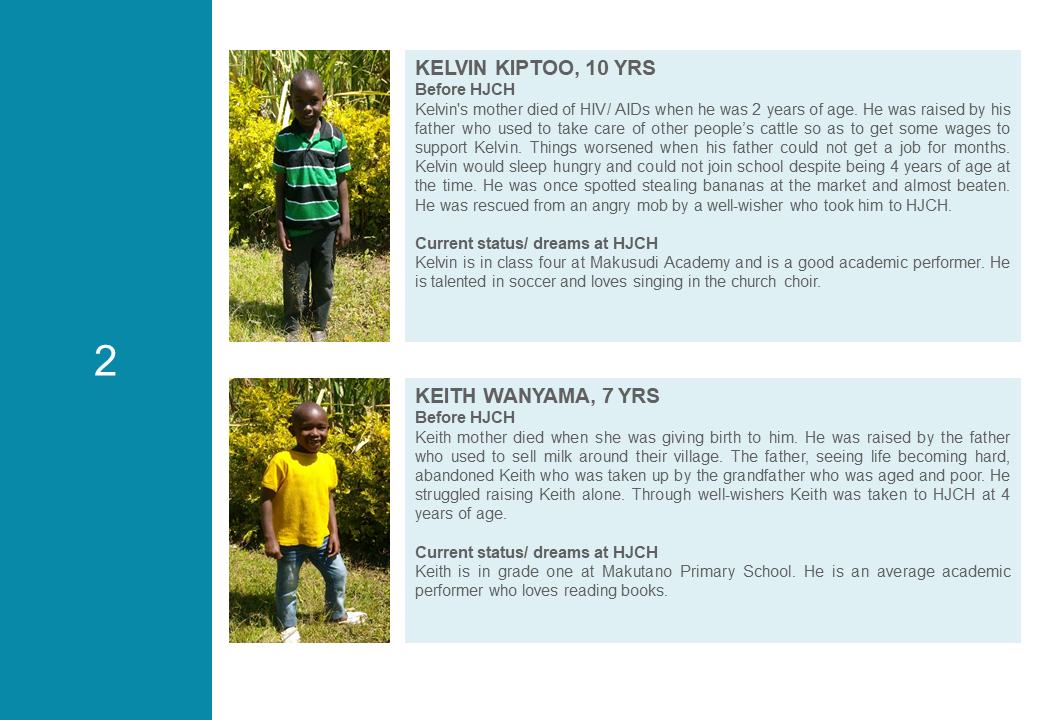 2
KELVIN KIPTOO, 10 YRS
Before HJCH
Kelvin's mother died of HIV/ AIDs when he was 2 years of age. He was raised by his
father who used to take care of other people’s cattle so as to get some wages to
support Kelvin. Things worsened when his father could not get a job for months.
Kelvin would sleep hungry and could not join school despite being 4 years of age at
the time. He was once spotted stealing bananas at the market and almost beaten.
He was rescued from an angry mob by a well-wisher who took him to HJCH.
Current status/ dreams at HJCH
Kelvin is in class four at Makusudi Academy and is a good academic performer. He
is talented in soccer and loves singing in the church choir.
KEITH WANYAMA, 7 YRS
Before HJCH
Keith mother died when she was giving birth to him. He was raised by the father
who used to sell milk around their village. The father, seeing life becoming hard,
abandoned Keith who was taken up by the grandfather who was aged and poor. He
struggled raising Keith alone. Through well-wishers Keith was taken to HJCH at 4
years of age.
Current status/ dreams at HJCH
Keith is in grade one at Makutano Primary School. He is an average academic
performer who loves reading books.